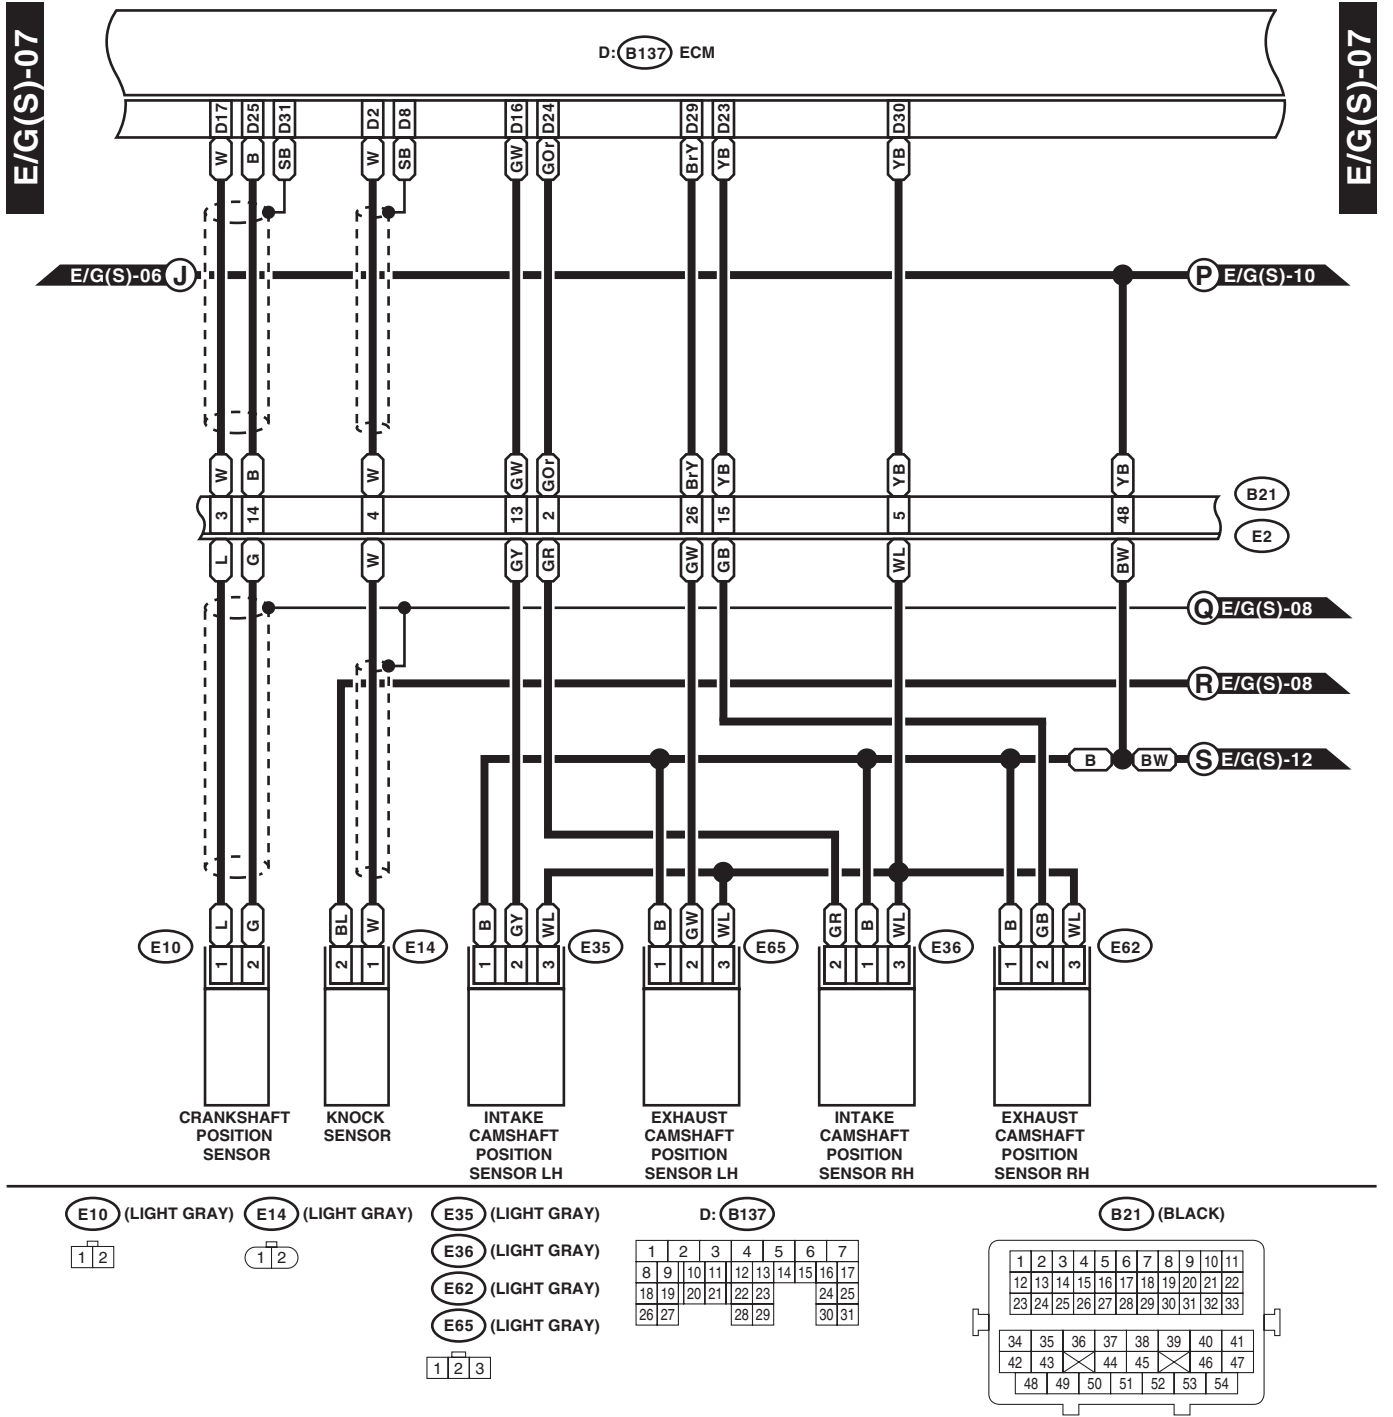 E/G(S)-07
E/G(S)-07
D: B137 ECM
D17 D25 D31 D2 D8 D16 D24 D29 D23 D30
W B SB W SB GW GOr BrY YB YB
E/G(S)-06 J
P E/G(S)-10
W B W GW GOr BrY YB YB YB
B21
3 14 4 13 2 26 15 5 48
E2
L G W GY GR GW GB WL BW
Q E/G(S)-08
R E/G(S)-08
B BW S E/G(S)-12
L G BL W B GY WL B GW WL GR B WL B GB WL
E10 E14 E35 E65 E36 E62
1 2 2 1 1 2 3 1 2 3 2 1 3 1 2 3
CRANKSHAFT
POSITION
SENSOR
KNOCK
SENSOR
INTAKE
CAMSHAFT
POSITION
SENSOR LH
EXHAUST
CAMSHAFT
POSITION
SENSOR LH
INTAKE
CAMSHAFT
POSITION
SENSOR RH
EXHAUST
CAMSHAFT
POSITION
SENSOR RH
E10 (LIGHT GRAY)
1 2
E14 (LIGHT GRAY)
1 2
E35 (LIGHT GRAY)
E36 (LIGHT GRAY)
E62 (LIGHT GRAY)
E65 (LIGHT GRAY)
1 2 3
D: B137
1 2 3 4 5 6 7
8 9 10 11 12 13 14 15 16 17
18 19 20 21 22 23 24 25
26 27 28 29 30 31
B21 (BLACK)
1 2 3 4 5 6 7 8 9 10 11
12 13 14 15 16 17 18 19 20 21 22
23 24 25 26 27 28 29 30 31 32 33
34 35 36 37 38 39 40 41
42 43 44 45 46 47
48 49 50 51 52 53 54